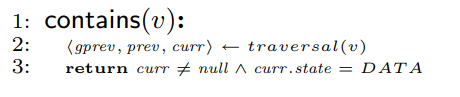 1: contains(v):
2: ⟨gprev, prev, curr⟩ ← traversal(v)
3: return curr ≠ null ∧ curr.state = DATA